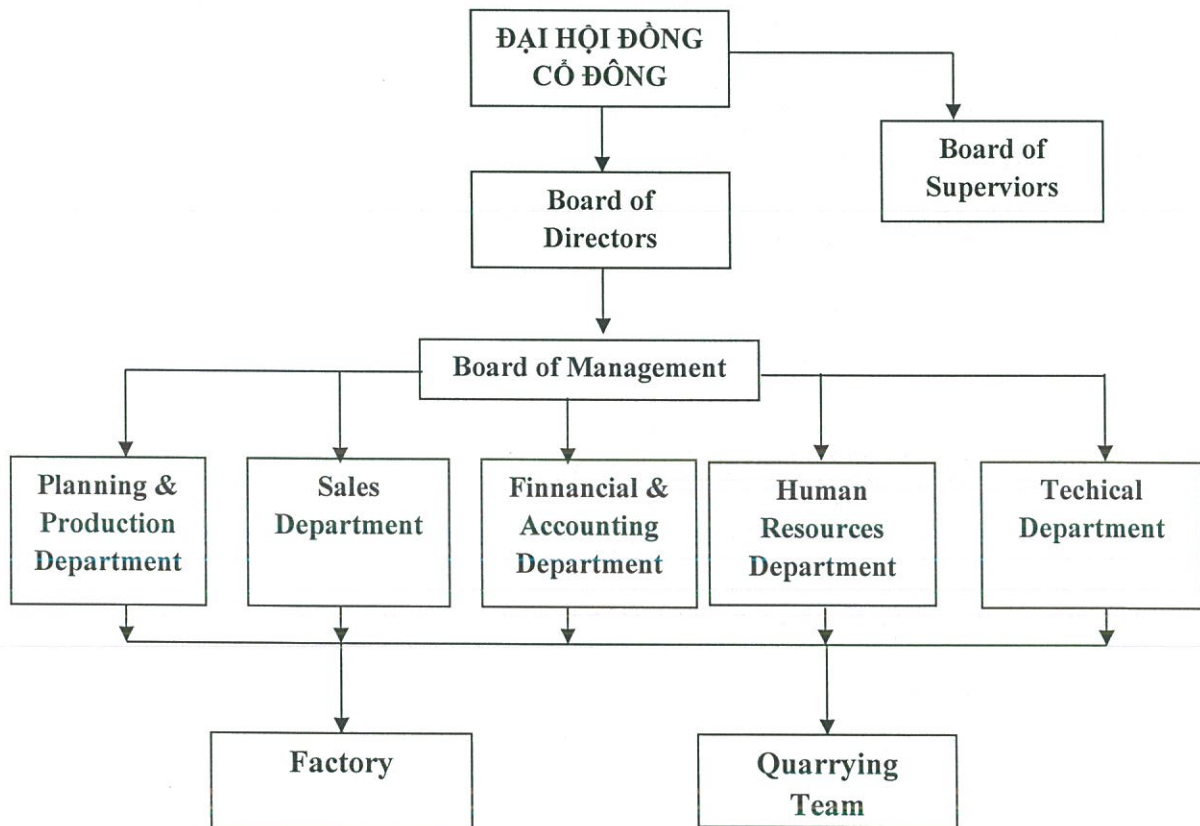 ĐẠI HỘI ĐỒNG
CỔ ĐÔNG
Board of
Superviors
Board of
Directors
Board of Management
Planning &
Production
Department
Sales
Department
Finnancial &
Accounting
Department
Human
Resources
Department
Techical
Department
Factory
Quarrying
Team